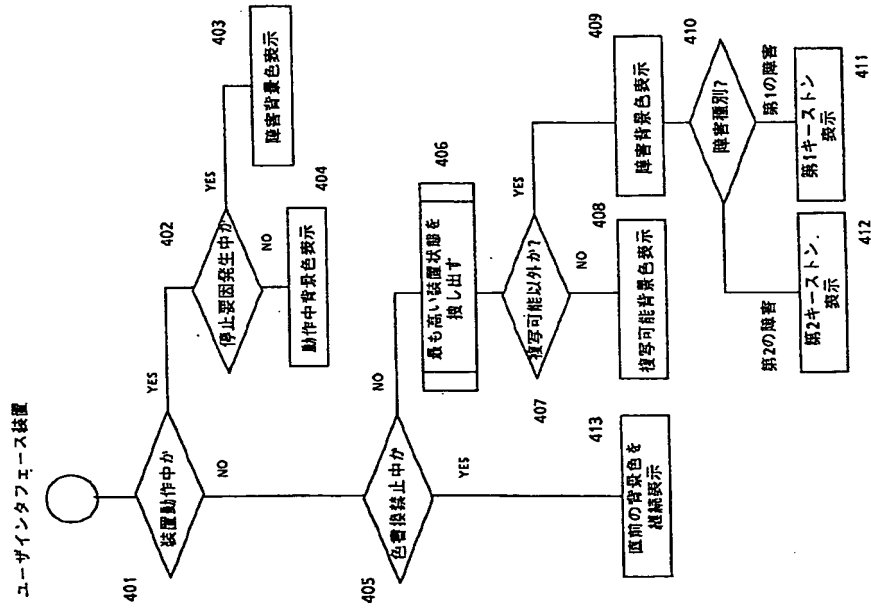 ユーザインタフェース装置
401
装置動作中か
YES
NO
402
停止要因発生中か
YES
NO
403
障害背景色表示
404
動作中背景色表示
405
色書換禁止中か
NO
YES
406
最も高い装置状態を
捜し出す
407
複写可能以外か?
YES
NO
408
複写可能背景色表示
409
障害背景色表示
410
障害種別?
第1の障害
第2の障害
第1キーストン
表示
411
第2キーストン.
表示
412
413
直前の背景色を
継続表示